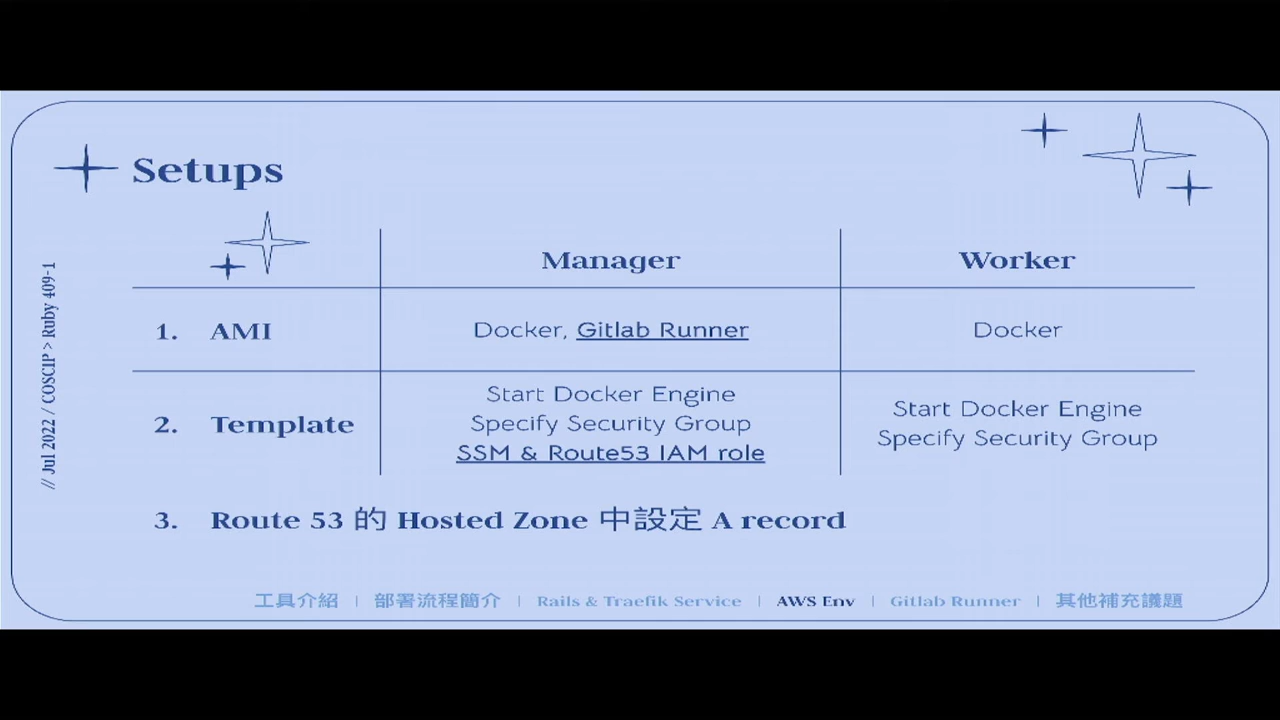 Setups
Manager
Worker
1. AMI
Docker, Gitlab Runner
Docker
2. Template
Start Docker Engine
Specify Security Group
SSM & Route53 IAM role
Start Docker Engine
Specify Security Group
3. Route 53 的 Hosted Zone 中設定 A record
// Jul 2022 / COSCIP > Ruby 409-1
工具介紹 | 部署流程簡介 | Rails & Traefik Service | AWS Env | Gitlab Runner | 其他補充議題